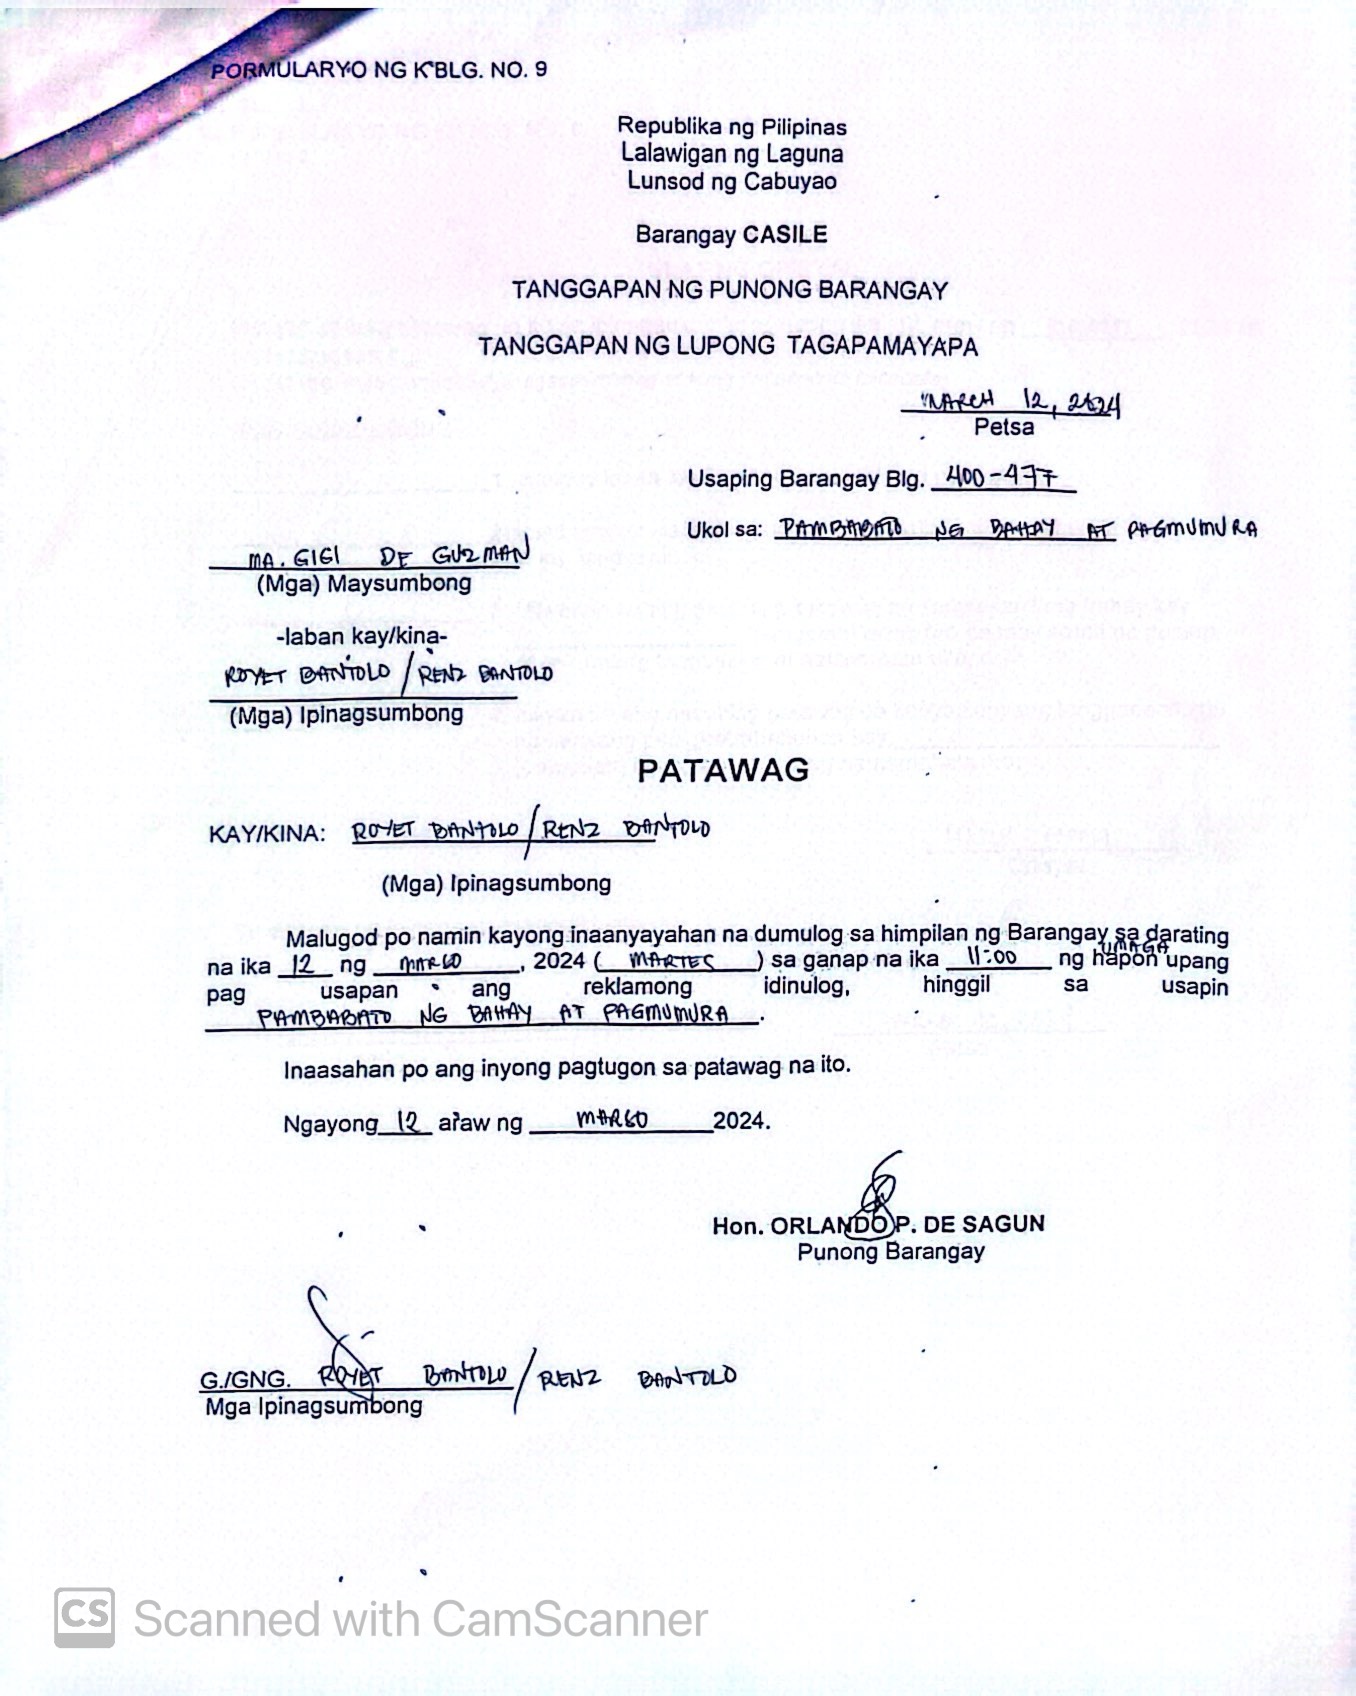 PORMULARYO NG K'BLG. NO. 9
Republika ng Pilipinas
Lalawigan ng Laguna
Lunsod ng Cabuyao
Barangay CASILE
TANGGAPAN NG PUNONG BARANGAY
TANGGAPAN NG LUPONG TAGAPAMAYAPA
MARCH 12, 2024
Petsa
Usaping Barangay Blg. 400-477
Ukol sa: PAMBABATO NG BAHAY AT PAGMUMURA
MA. GIGI DE GUZMAN
(Mga) Maysumbong
-laban kay/kina-
ROYET BANTOLO / RENZ BANTOLO
(Mga) Ipinagsumbong
PATAWAG
KAY/KINA: ROYET BANTOLO / RENZ BANTOLO
(Mga) Ipinagsumbong
Malugod po namin kayong inaanyayahan na dumulog sa himpilan ng Barangay sa darating
na ika 12 ng MARSO, 2024 ( MARTES ) sa ganap na ika 11:00 ng hapon UMAGA upang
pag usapan ang reklamong idinulog, hinggil sa usapin
PAMBABATO NG BAHAY AT PAGMUMURA.
Inaasahan po ang inyong pagtugon sa patawag na ito.
Ngayong 12 araw ng MARSO 2024.
Hon. ORLANDO P. DE SAGUN
Punong Barangay
G./GNG. ROYET BANTOLO / RENZ BANTOLO
Mga Ipinagsumbong
CS Scanned with CamScanner